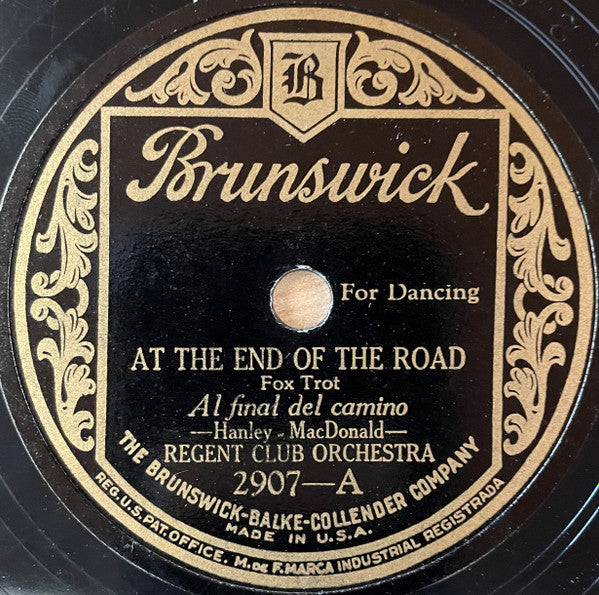 B
Brunswick
For Dancing
AT THE END OF THE ROAD
Fox Trot
Al final del camino
—Hanley - MacDonald—
REGENT CLUB ORCHESTRA
2907—A
THE BRUNSWICK-BALKE-COLLENDER COMPANY
MADE IN U.S.A.
REG. U.S. PAT. OFFICE. M. DE F. MARCA INDUSTRIAL REGISTRADA